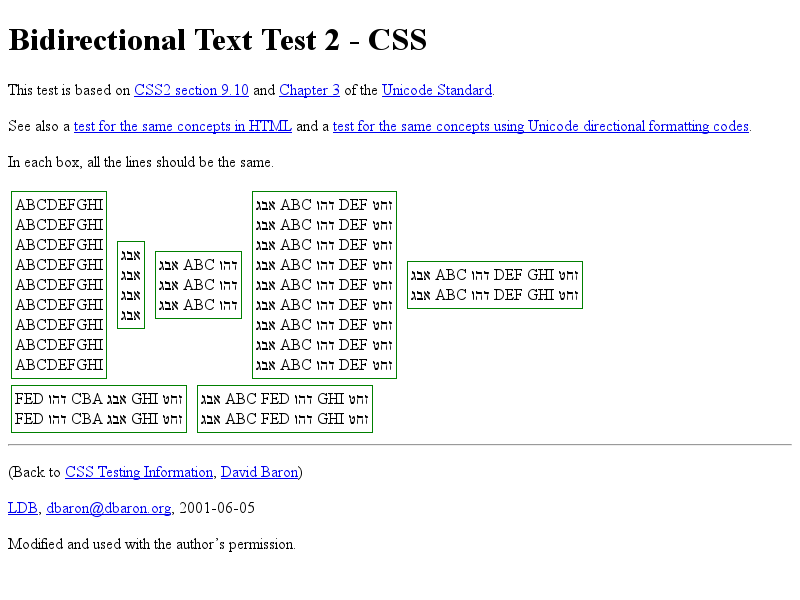 Bidirectional Text Test 2 - CSS
This test is based on CSS2 section 9.10 and Chapter 3 of the Unicode Standard.
See also a test for the same concepts in HTML and a test for the same concepts using Unicode directional formatting codes.
In each box, all the lines should be the same.
ABCDEFGHI
ABCDEFGHI
ABCDEFGHI
ABCDEFGHI
ABCDEFGHI
ABCDEFGHI
ABCDEFGHI
ABCDEFGHI
ABCDEFGHI
אבג
אבג
אבג
אבג
אבג ABC דהו
אבג ABC דהו
אבג ABC דהו
אבג ABC דהו DEF זחט
אבג ABC דהו DEF זחט
אבג ABC דהו DEF זחט
אבג ABC דהו DEF זחט
אבג ABC דהו DEF זחט
אבג ABC דהו DEF זחט
אבג ABC דהו DEF זחט
אבג ABC דהו DEF זחט
אבג ABC דהו DEF זחט
אבג ABC דהו DEF GHI זחט
אבג ABC דהו DEF GHI זחט
FED דהו CBA אבג GHI זחט
FED דהו CBA אבג GHI זחט
אבג ABC FED דהו GHI זחט
אבג ABC FED דהו GHI זחט
(Back to CSS Testing Information, David Baron)
LDB, dbaron@dbaron.org, 2001-06-05
Modified and used with the author’s permission.